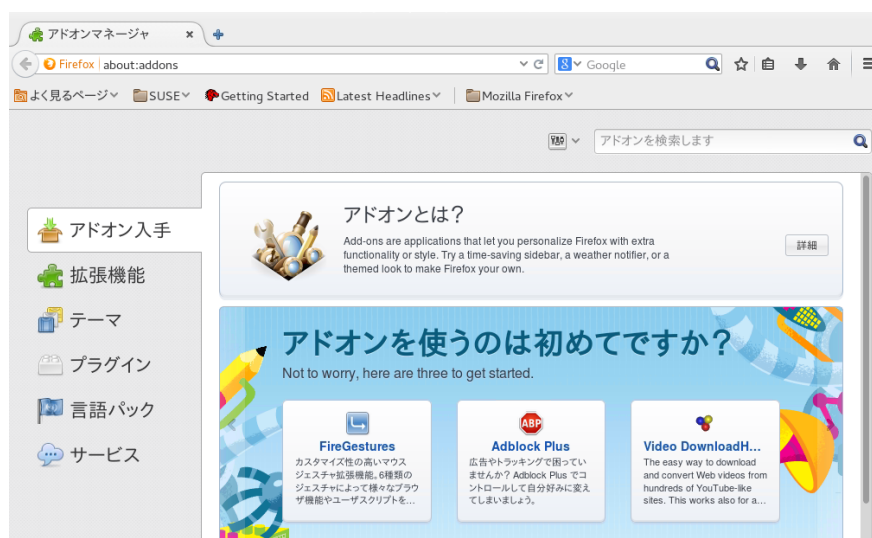 アドオンマネージャ
Firefox about:addons
Google
よく見るページ SUSE Getting Started Latest Headlines Mozilla Firefox
アドオンを検索します
アドオン入手
拡張機能
テーマ
プラグイン
言語パック
サービス
アドオンとは?
Add-ons are applications that let you personalize Firefox with extra
functionality or style. Try a time-saving sidebar, a weather notifier, or a
themed look to make Firefox your own.
詳細
アドオンを使うのは初めてですか?
Not to worry, here are three to get started.
FireGestures
カスタマイズ性の高いマウス
ジェスチャ拡張機能。6種類の
ジェスチャによって様々なブラウ
ザ機能やユーザスクリプトを...
ABP
Adblock Plus
広告やトラッキングで困ってい
ませんか? Adblock Plus でコ
ントロールして自分好みに変え
てしまいましょう。
Video DownloadH...
The easy way to download
and convert Web videos from
hundreds of YouTube-like
sites. This works also for a...